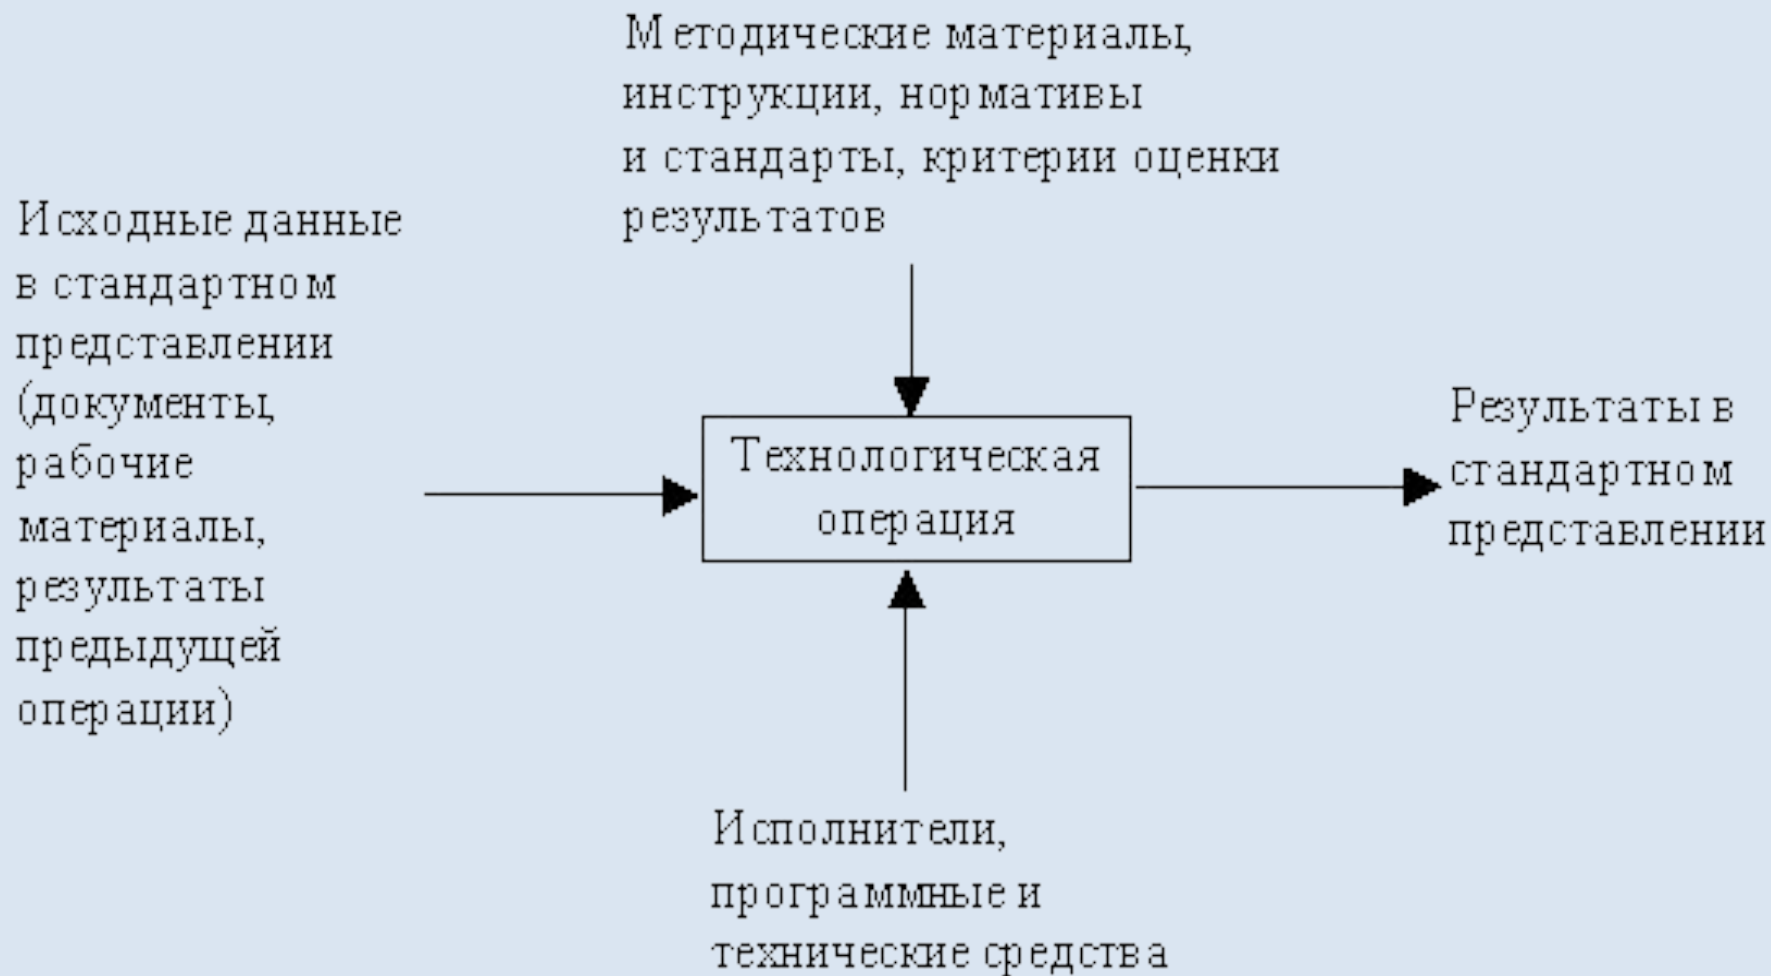 Методические материалы,
инструкции, нормативы
и стандарты, критерии оценки
результатов
Исходные данные
в стандартном
представлении
(документы,
рабочие
материалы,
результаты
предыдущей
операции)
Технологическая
операция
Результаты в
стандартном
представлении
Исполнители,
программные и
технические средства